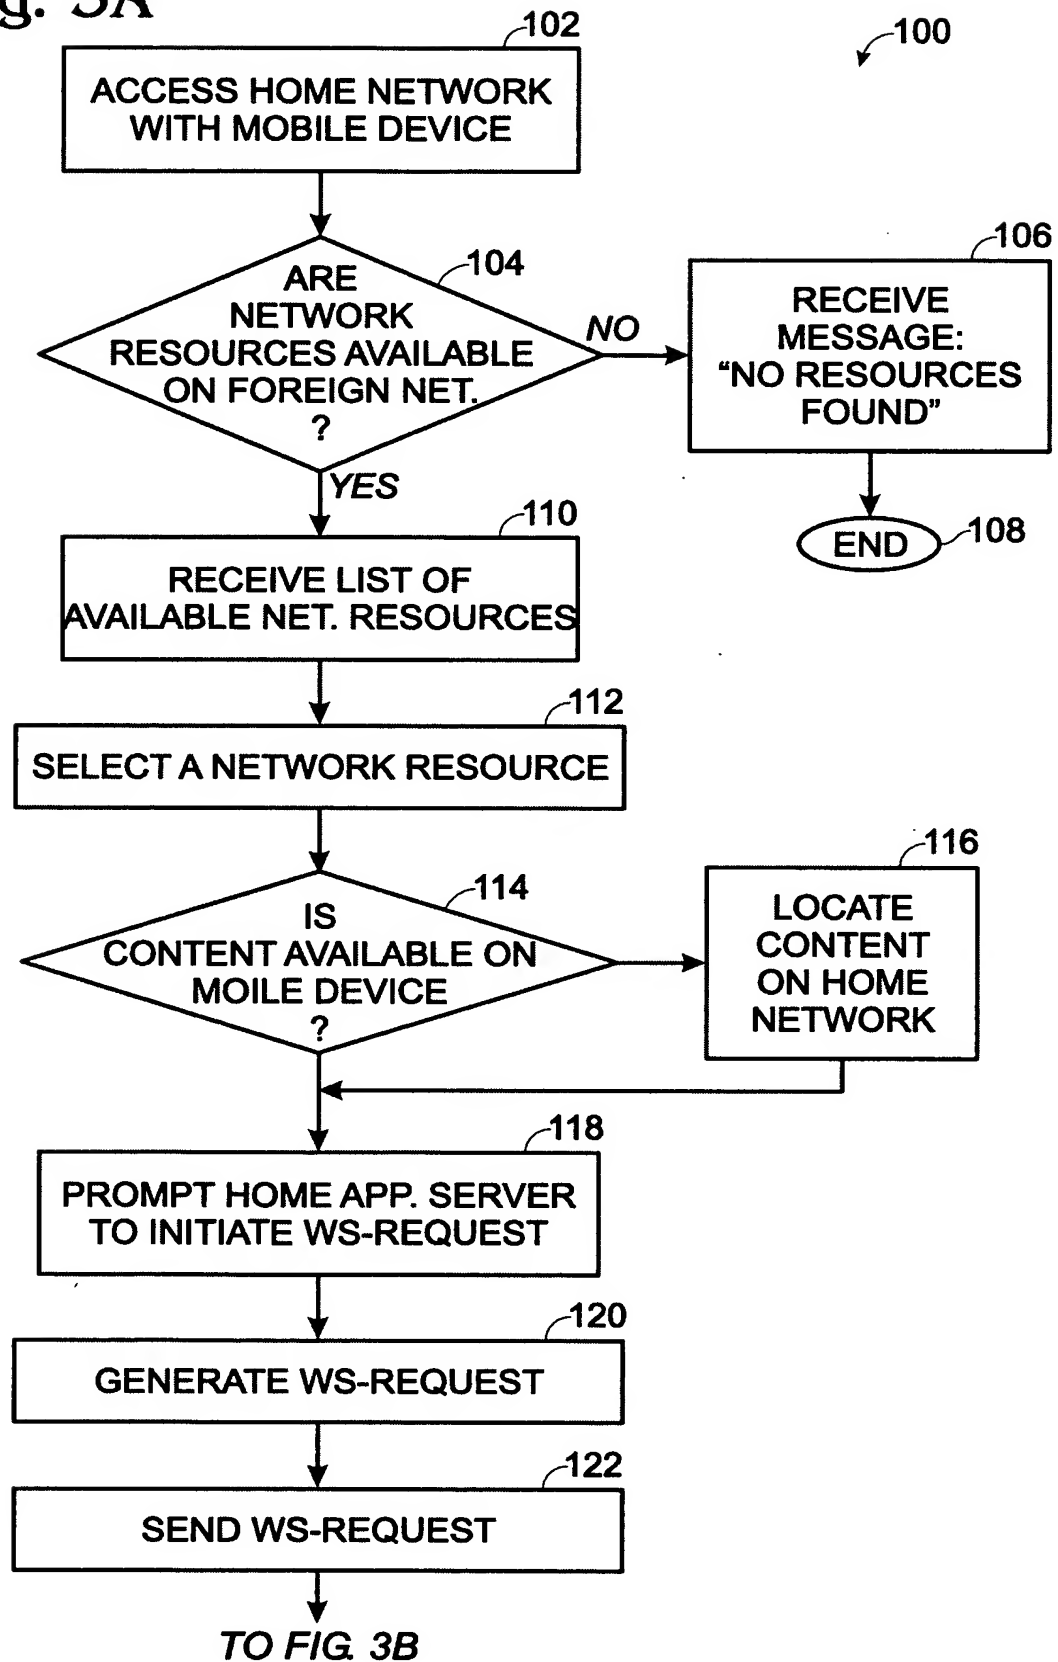 g. 3A
100
102
ACCESS HOME NETWORK
WITH MOBILE DEVICE
104
ARE
NETWORK
RESOURCES AVAILABLE
ON FOREIGN NET.
?
NO
106
RECEIVE
MESSAGE:
“NO RESOURCES
FOUND”
END
108
YES
110
RECEIVE LIST OF
AVAILABLE NET. RESOURCES
112
SELECT A NETWORK RESOURCE
114
IS
CONTENT AVAILABLE ON
MOILE DEVICE
?
116
LOCATE
CONTENT
ON HOME
NETWORK
118
PROMPT HOME APP. SERVER
TO INITIATE WS-REQUEST
120
GENERATE WS-REQUEST
122
SEND WS-REQUEST
TO FIG. 3B